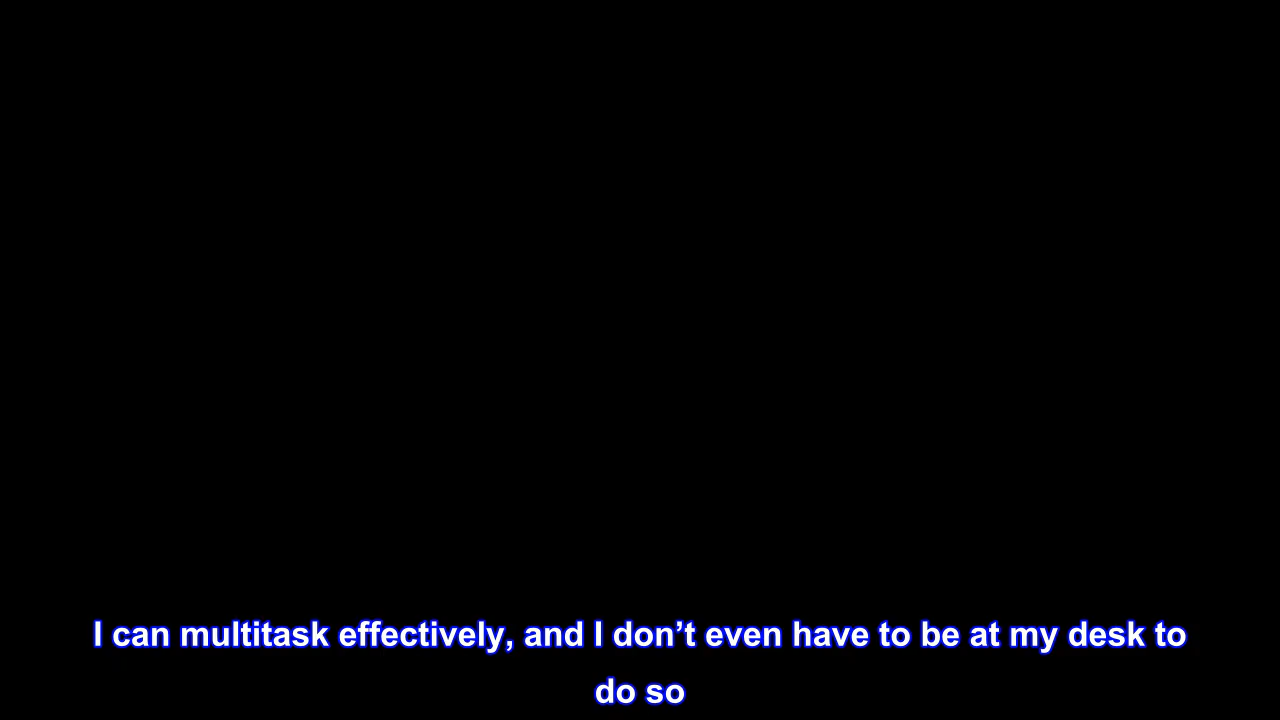 I can multitask effectively, and I don’t even have to be at my desk to
do so